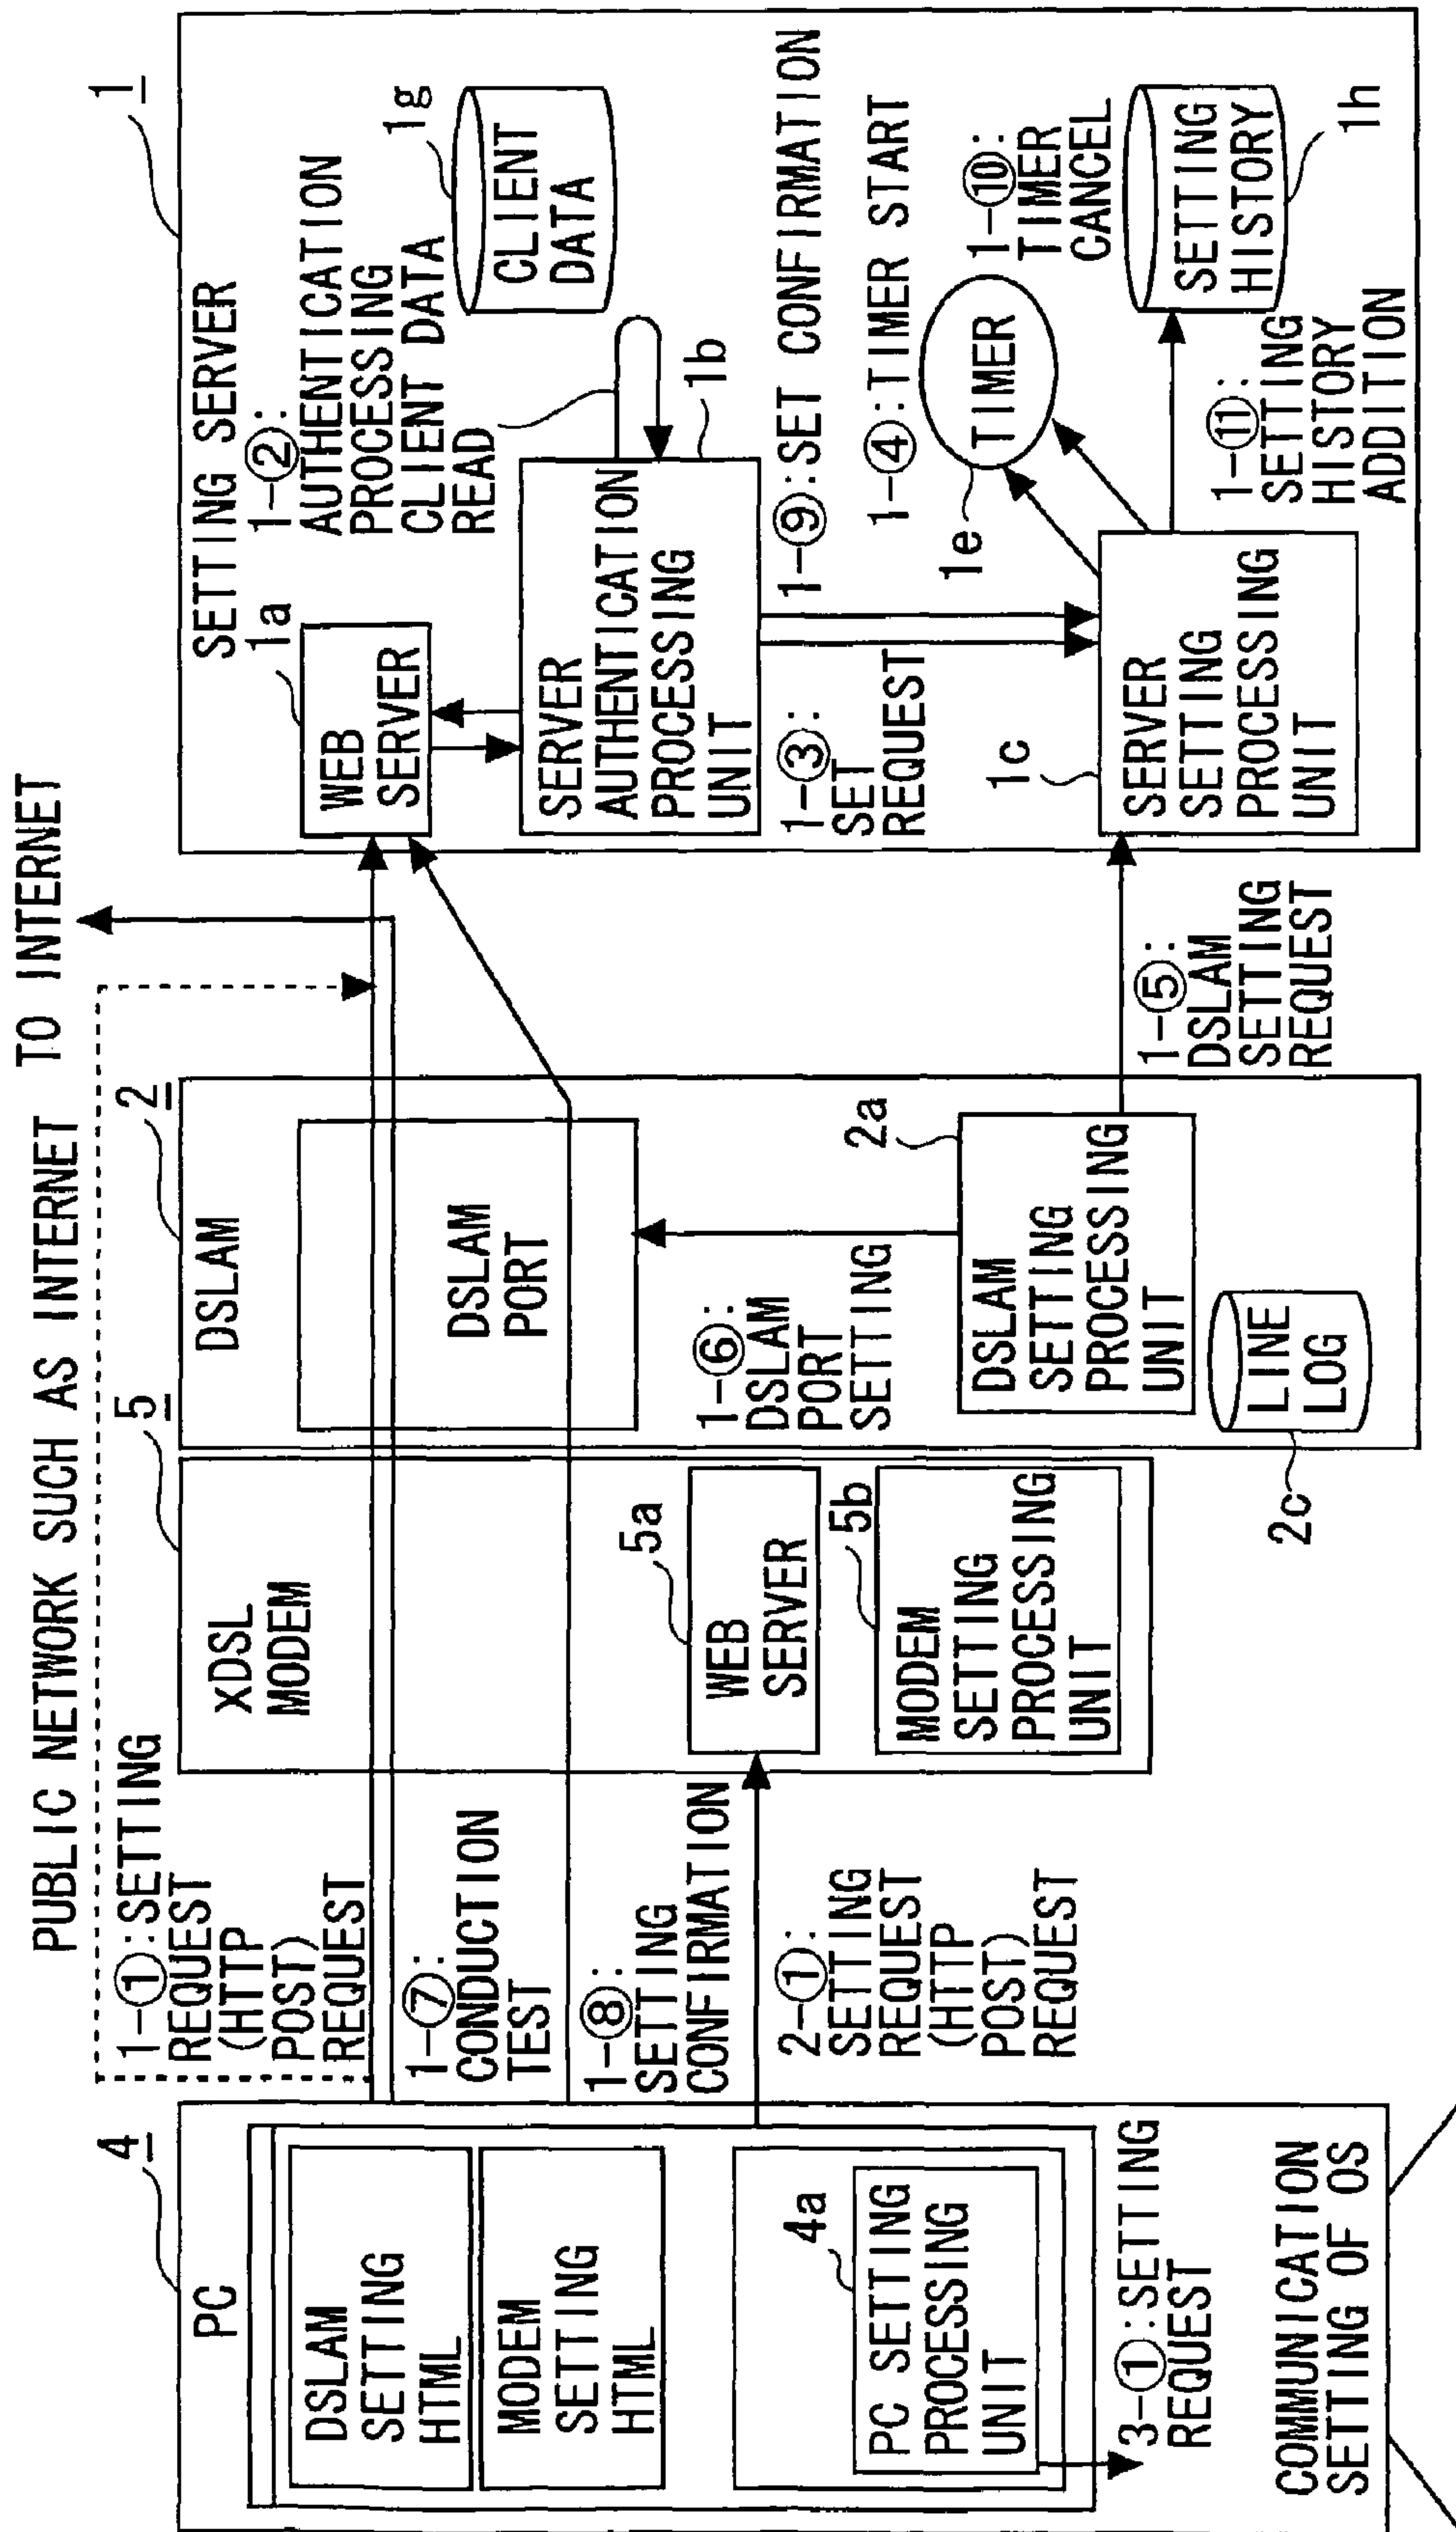 PUBLIC NETWORK SUCH AS INTERNET
TO INTERNET
4
PC
DSLAM
SETTING
HTML
MODEM
SETTING
HTML
4a
PC SETTING
PROCESSING
UNIT
3-①:SETTING
REQUEST
COMMUNICATION
SETTING OF OS
1-①:SETTING
REQUEST
(HTTP
POST)
REQUEST
1-⑦:
CONDUCTION
TEST
1-⑧:
SETTING
CONFIRMATION
2-①:
SETTING
REQUEST
(HTTP
POST)
REQUEST
5
xDSL
MODEM
5a
WEB
SERVER
5b
MODEM
SETTING
PROCESSING
UNIT
2
DSLAM
DSLAM
PORT
1-⑥:
DSLAM
PORT
SETTING
2a
DSLAM
SETTING
PROCESSING
UNIT
LINE
LOG
2c
1-⑤:
DSLAM
SETTING
REQUEST
1
SETTING SERVER
1a
WEB
SERVER
1-②:
AUTHENTICATION
PROCESSING
CLIENT DATA
READ
1g
CLIENT
DATA
SERVER
AUTHENTICATION
PROCESSING
UNIT
1b
1-③:
SET
REQUEST
1-⑨:SET CONFIRMATION
1-④:TIMER START
1e
TIMER
1-⑩:
TIMER
CANCEL
1c
SERVER
SETTING
PROCESSING
UNIT
1-⑪:
SETTING
HISTORY
ADDITION
SETTING
HISTORY
1h